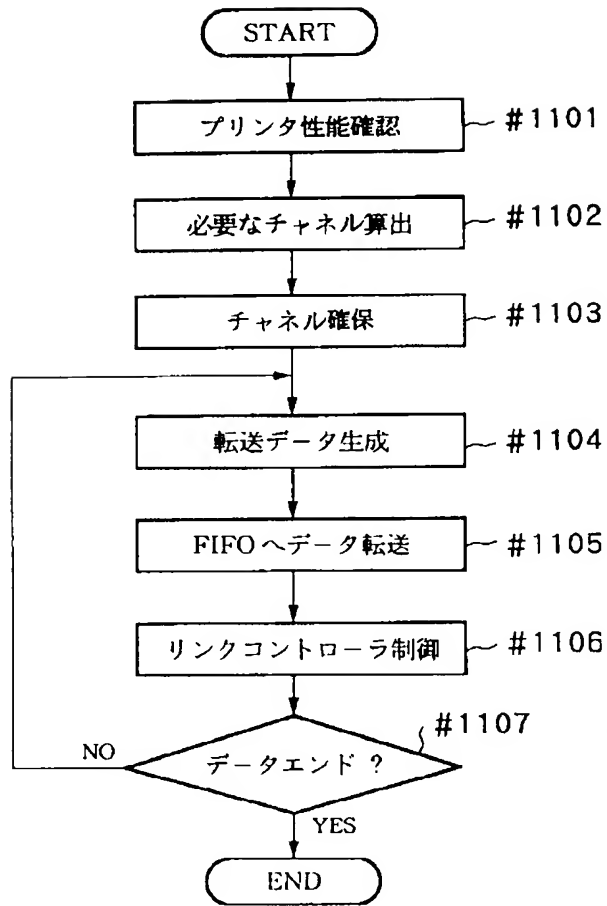 START
プリンタ性能確認
#1101
必要なチャネル算出
#1102
チャネル確保
#1103
転送データ生成
#1104
FIFOへデータ転送
#1105
リンクコントローラ制御
#1106
#1107
データエンド ?
NO
YES
END